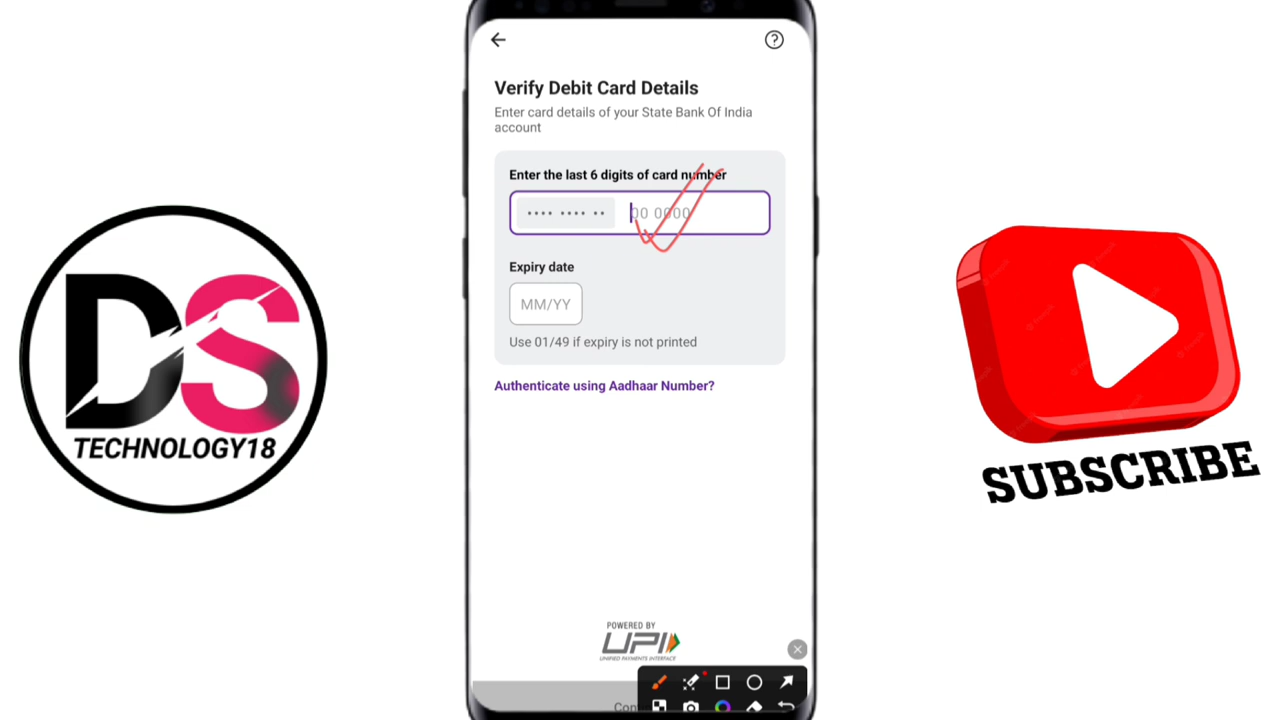 Verify Debit Card Details
Enter card details of your State Bank Of India
account
Enter the last 6 digits of card number
•••• •••• •• 00 0000
Expiry date
MM/YY
Use 01/49 if expiry is not printed
Authenticate using Aadhaar Number?
POWERED BY
UPI
UNIFIED PAYMENTS INTERFACE
DS
TECHNOLOGY18
SUBSCRIBE